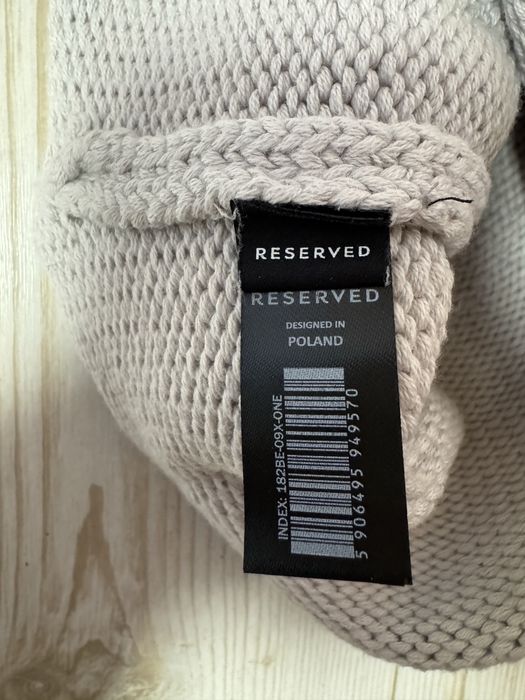 RESERVED
RESERVED
DESIGNED IN
POLAND
INDEX: 182BE-09X-ONE
5 906495 949570